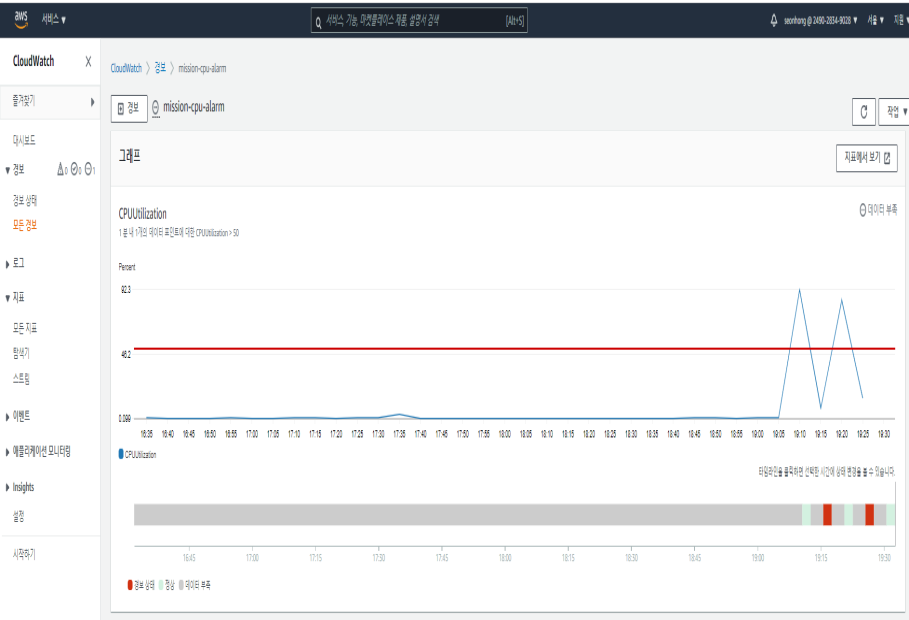 aws 서비스 ▼ 서비스, 기능, 마켓플레이스 제품, 설명서 검색 [Alt+S] seonhong @ 2490-2834-9028 ▼ 서울 ▼ 지원 ▼
CloudWatch X
즐겨찾기
대시보드
경보 0 0 1
경보 상태
모든 경보
로그
지표
모든 지표
탐색기
스트림
이벤트
애플리케이션 모니터링
Insights
설정
시작하기
CloudWatch > 경보 > mission-cpu-alarm
경보 mission-cpu-alarm
작업 ▼
그래프
지표에서 보기
CPUUtilization
데이터 부족
1 분 내 1개의 데이터 포인트에 대한 CPUUtilization > 50
Percent
92.3
46.2
0.099
16:35 16:40 16:45 16:50 16:55 17:00 17:05 17:10 17:15 17:20 17:25 17:30 17:35 17:40 17:45 17:50 17:55 18:00 18:05 18:10 18:15 18:20 18:25 18:30 18:35 18:40 18:45 18:50 18:55 19:00 19:05 19:10 19:15 19:20 19:25 19:30
CPUUtilization
타임라인을 클릭하면 선택한 시간에 상태 변경을 볼 수 있습니다.
16:45 17:00 17:15 17:30 17:45 18:00 18:15 18:30 18:45 19:00 19:15 19:30
경보 상태 정상 데이터 부족